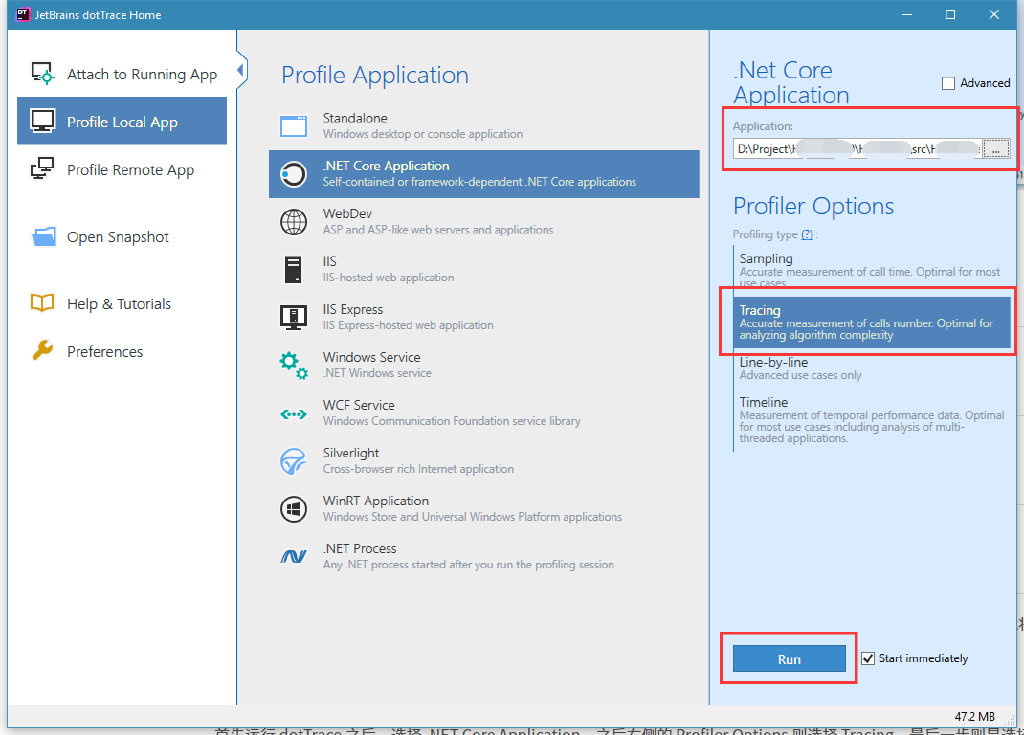 JetBrains dotTrace Home
Attach to Running App
Profile Local App
Profile Remote App
Open Snapshot
Help & Tutorials
Preferences
Profile Application
Standalone
Windows desktop or console application
.NET Core Application
Self-contained or framework-dependent .NET Core applications
WebDev
ASP and ASP-like web servers and applications
IIS
IIS-hosted web application
IIS Express
IIS Express-hosted web application
Windows Service
.NET Windows service
WCF Service
Windows Communication Foundation service library
Silverlight
Cross-browser rich Internet application
WinRT Application
Windows Store and Universal Windows Platform applications
.NET Process
Any .NET process started after you run the profiling session
.Net Core
Application
Advanced
Application:
D:\Project\H \H .src\H ...
Profiler Options
Profiling type (?) :
Sampling
Accurate measurement of call time. Optimal for most
use cases
Tracing
Accurate measurement of calls number. Optimal for
analyzing algorithm complexity
Line-by-line
Advanced use cases only
Timeline
Measurement of temporal performance data. Optimal
for most use cases including analysis of multi-
threaded applications.
Run
Start immediately
47.2 MB
首先运行 dotTrace 之后，选择 .NET Core Application，之后右侧的 Profiler Options 则选择 Tracing，最后一步则是选择